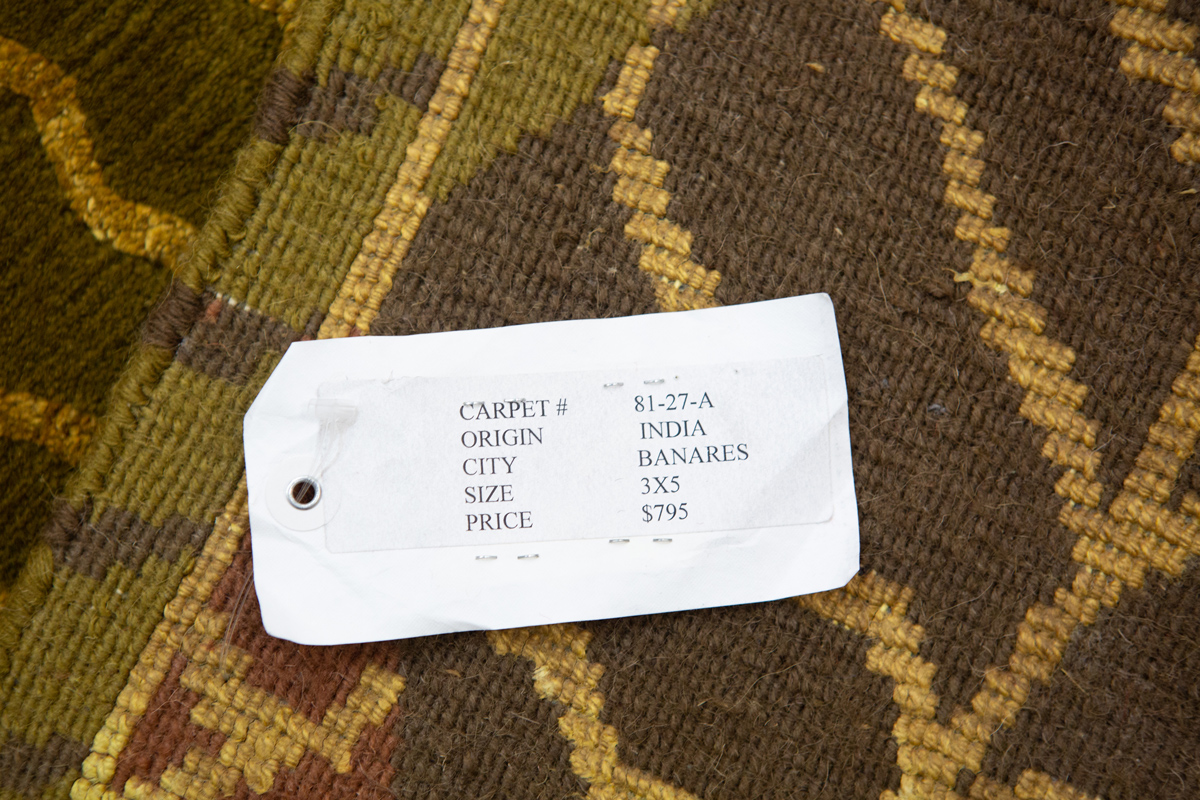 CARPET # 81-27-A
ORIGIN INDIA
CITY BANARES
SIZE 3X5
PRICE $795